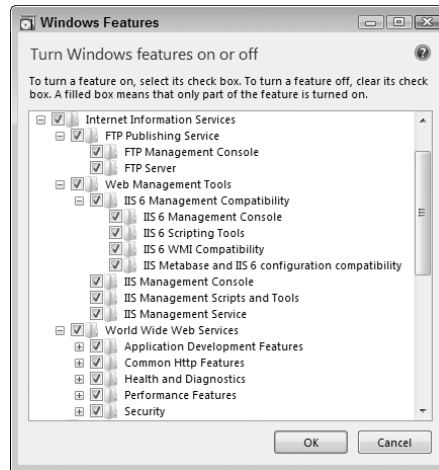 Windows Features
Turn Windows features on or off
To turn a feature on, select its check box. To turn a feature off, clear its check
box. A filled box means that only part of the feature is turned on.
Internet Information Services
FTP Publishing Service
FTP Management Console
FTP Server
Web Management Tools
IIS 6 Management Compatibility
IIS 6 Management Console
IIS 6 Scripting Tools
IIS 6 WMI Compatibility
IIS Metabase and IIS 6 configuration compatibility
IIS Management Console
IIS Management Scripts and Tools
IIS Management Service
World Wide Web Services
Application Development Features
Common Http Features
Health and Diagnostics
Performance Features
Security
OK Cancel